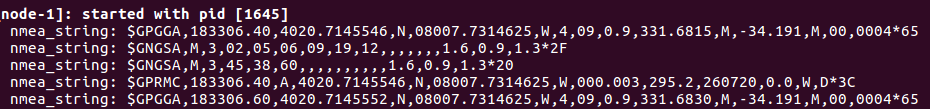 _node-1]: started with pid [1645]
nmea_string: $GPGGA,183306.40,4020.7145546,N,08007.7314625,W,4,09,0.9,331.6815,M,-34.191,M,00,0004*65
nmea_string: $GNGSA,M,3,02,05,06,09,19,12,,,,,,,1.6,0.9,1.3*2F
nmea_string: $GNGSA,M,3,45,38,60,,,,,,,,,,1.6,0.9,1.3*20
nmea_string: $GPRMC,183306.40,A,4020.7145546,N,08007.7314625,W,000.003,295.2,260720,0.0,W,D*3C
nmea_string: $GPGGA,183306.60,4020.7145552,N,08007.7314625,W,4,09,0.9,331.6830,M,-34.191,M,00,0004*65